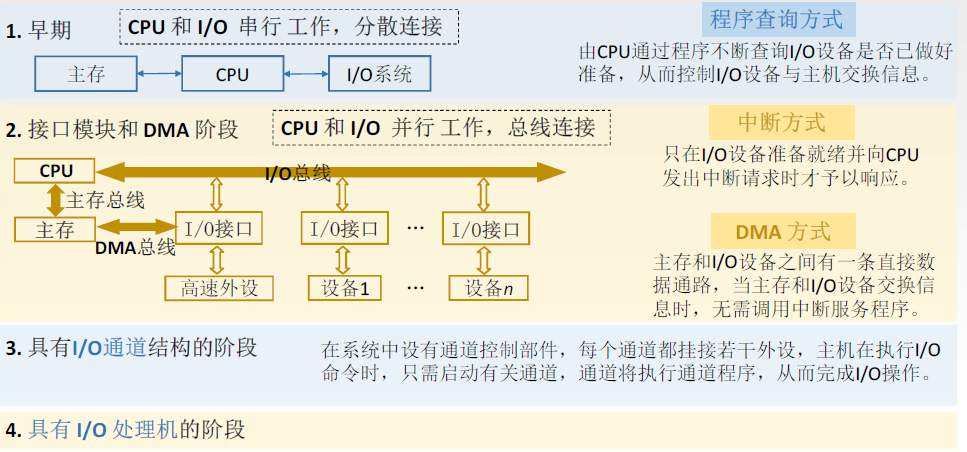 1. 早期
CPU 和 I/O 串行 工作，分散连接
程序查询方式
由CPU通过程序不断查询I/O设备是否已做好
准备，从而控制I/O设备与主机交换信息。
主存
CPU
I/O系统
2. 接口模块和 DMA 阶段
CPU 和 I/O 并行 工作，总线连接
中断方式
只在I/O设备准备就绪并向CPU
发出中断请求时才予以响应。
CPU
I/O总线
主存总线
主存
DMA总线
I/O接口
I/O接口
…
I/O接口
高速外设
设备1
…
设备n
DMA 方式
主存和I/O设备之间有一条直接数
据通路，当主存和I/O设备交换信
息时，无需调用中断服务程序。
3. 具有I/O通道结构的阶段
在系统中设有通道控制部件，每个通道都挂接若干外设，主机在执行I/O
命令时，只需启动有关通道，通道将执行通道程序，从而完成I/O操作。
4. 具有 I/O 处理机的阶段